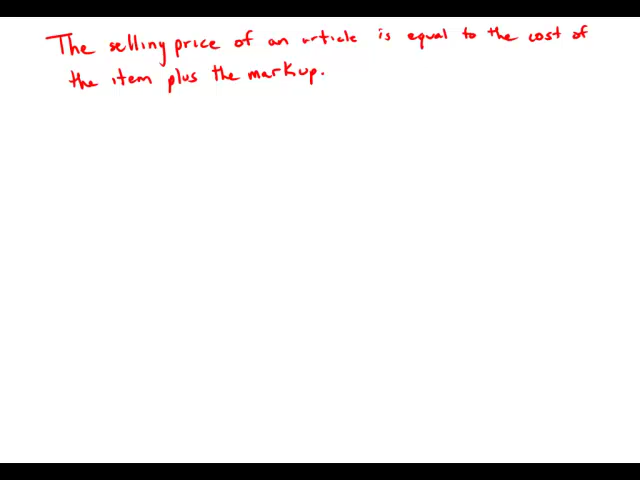 The selling price of an article is equal to the cost of
the item plus the markup.